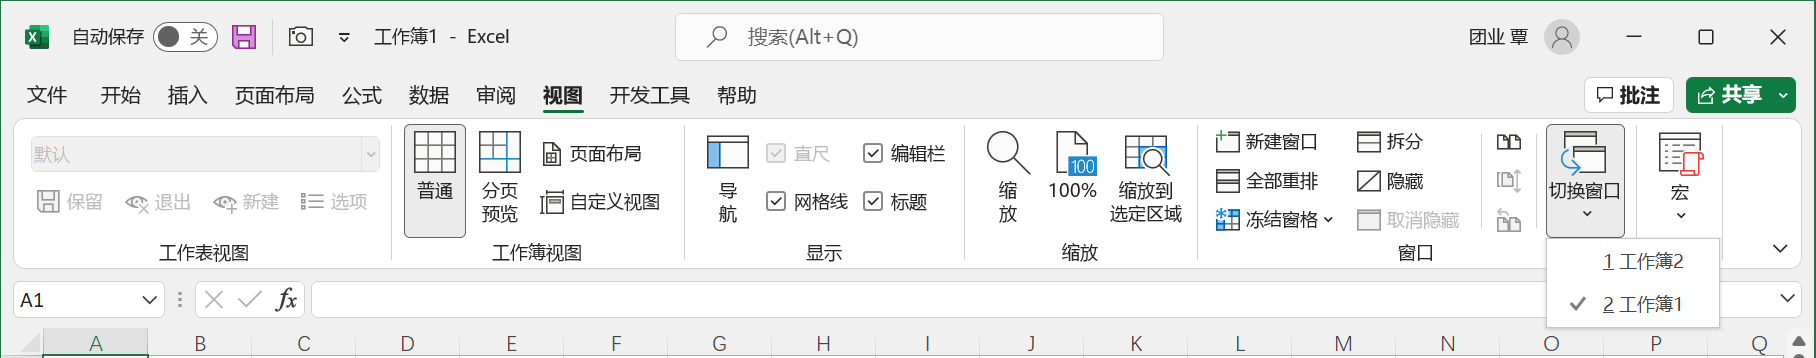 自动保存 关 工作簿1 - Excel 搜索(Alt+Q) 团业 覃
文件 开始 插入 页面布局 公式 数据 审阅 视图 开发工具 帮助 批注 共享
默认
保留 退出 新建 选项
工作表视图
普通
分页
预览
页面布局
自定义视图
工作簿视图
导
航
直尺 编辑栏
网格线 标题
显示
缩
放
100
100%
缩放到
选定区域
缩放
新建窗口 拆分
全部重排 隐藏
冻结窗格 取消隐藏
切换窗口
窗口
宏
1 工作簿2
2 工作簿1
A1 fx
A B C D E F G H I J K L M N O P Q